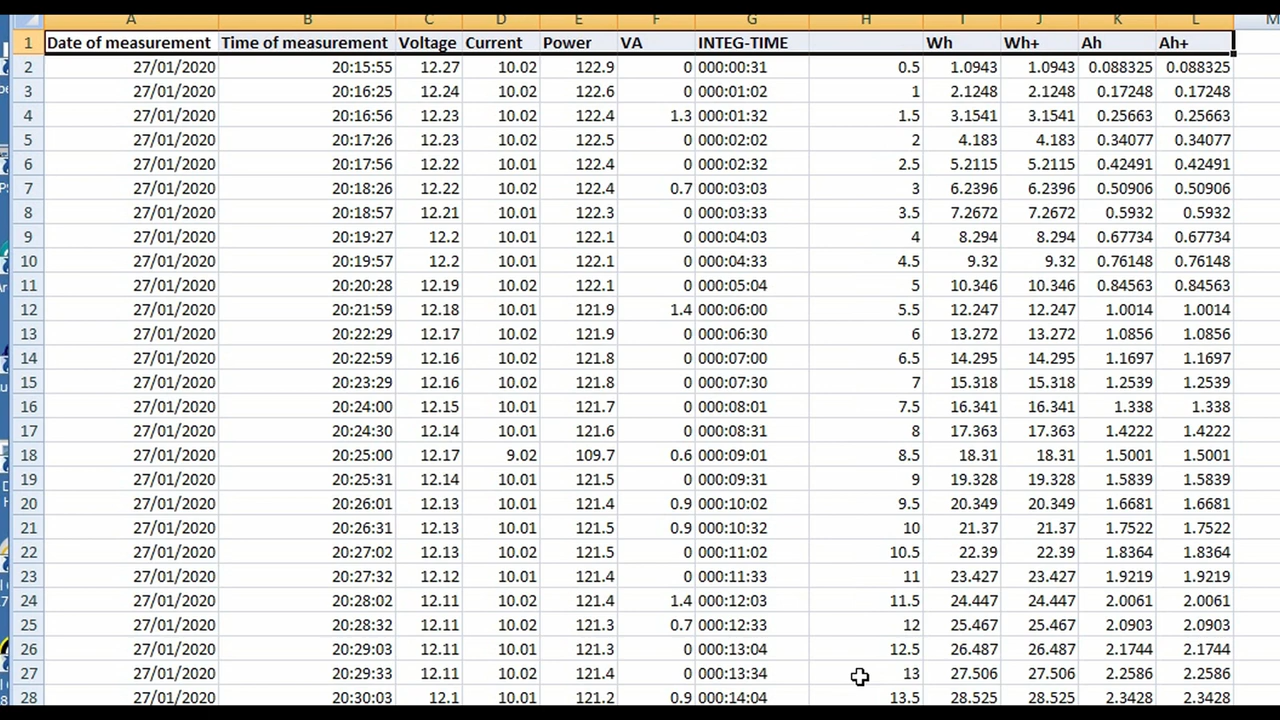 A B C D E F G H I J K L M
1 Date of measurement Time of measurement Voltage Current Power VA INTEG-TIME Wh Wh+ Ah Ah+
2 27/01/2020 20:15:55 12.27 10.02 122.9 0 000:00:31 0.5 1.0943 1.0943 0.088325 0.088325
3 27/01/2020 20:16:25 12.24 10.02 122.6 0 000:01:02 1 2.1248 2.1248 0.17248 0.17248
4 27/01/2020 20:16:56 12.23 10.02 122.4 1.3 000:01:32 1.5 3.1541 3.1541 0.25663 0.25663
5 27/01/2020 20:17:26 12.23 10.02 122.5 0 000:02:02 2 4.183 4.183 0.34077 0.34077
6 27/01/2020 20:17:56 12.22 10.01 122.4 0 000:02:32 2.5 5.2115 5.2115 0.42491 0.42491
7 27/01/2020 20:18:26 12.22 10.02 122.4 0.7 000:03:03 3 6.2396 6.2396 0.50906 0.50906
8 27/01/2020 20:18:57 12.21 10.01 122.3 0 000:03:33 3.5 7.2672 7.2672 0.5932 0.5932
9 27/01/2020 20:19:27 12.2 10.01 122.1 0 000:04:03 4 8.294 8.294 0.67734 0.67734
10 27/01/2020 20:19:57 12.2 10.01 122.1 0 000:04:33 4.5 9.32 9.32 0.76148 0.76148
11 27/01/2020 20:20:28 12.19 10.02 122.1 0 000:05:04 5 10.346 10.346 0.84563 0.84563
12 27/01/2020 20:21:59 12.18 10.01 121.9 1.4 000:06:00 5.5 12.247 12.247 1.0014 1.0014
13 27/01/2020 20:22:29 12.17 10.02 121.9 0 000:06:30 6 13.272 13.272 1.0856 1.0856
14 27/01/2020 20:22:59 12.16 10.02 121.8 0 000:07:00 6.5 14.295 14.295 1.1697 1.1697
15 27/01/2020 20:23:29 12.16 10.02 121.8 0 000:07:30 7 15.318 15.318 1.2539 1.2539
16 27/01/2020 20:24:00 12.15 10.01 121.7 0 000:08:01 7.5 16.341 16.341 1.338 1.338
17 27/01/2020 20:24:30 12.14 10.01 121.6 0 000:08:31 8 17.363 17.363 1.4222 1.4222
18 27/01/2020 20:25:00 12.17 9.02 109.7 0.6 000:09:01 8.5 18.31 18.31 1.5001 1.5001
19 27/01/2020 20:25:31 12.14 10.01 121.5 0 000:09:31 9 19.328 19.328 1.5839 1.5839
20 27/01/2020 20:26:01 12.13 10.01 121.4 0.9 000:10:02 9.5 20.349 20.349 1.6681 1.6681
21 27/01/2020 20:26:31 12.13 10.01 121.5 0.9 000:10:32 10 21.37 21.37 1.7522 1.7522
22 27/01/2020 20:27:02 12.13 10.02 121.5 0 000:11:02 10.5 22.39 22.39 1.8364 1.8364
23 27/01/2020 20:27:32 12.12 10.01 121.4 0 000:11:33 11 23.427 23.427 1.9219 1.9219
24 27/01/2020 20:28:02 12.11 10.02 121.4 1.4 000:12:03 11.5 24.447 24.447 2.0061 2.0061
25 27/01/2020 20:28:32 12.11 10.02 121.3 0.7 000:12:33 12 25.467 25.467 2.0903 2.0903
26 27/01/2020 20:29:03 12.11 10.01 121.3 0 000:13:04 12.5 26.487 26.487 2.1744 2.1744
27 27/01/2020 20:29:33 12.11 10.02 121.4 0 000:13:34 13 27.506 27.506 2.2586 2.2586
28 27/01/2020 20:30:03 12.1 10.01 121.2 0.9 000:14:04 13.5 28.525 28.525 2.3428 2.3428